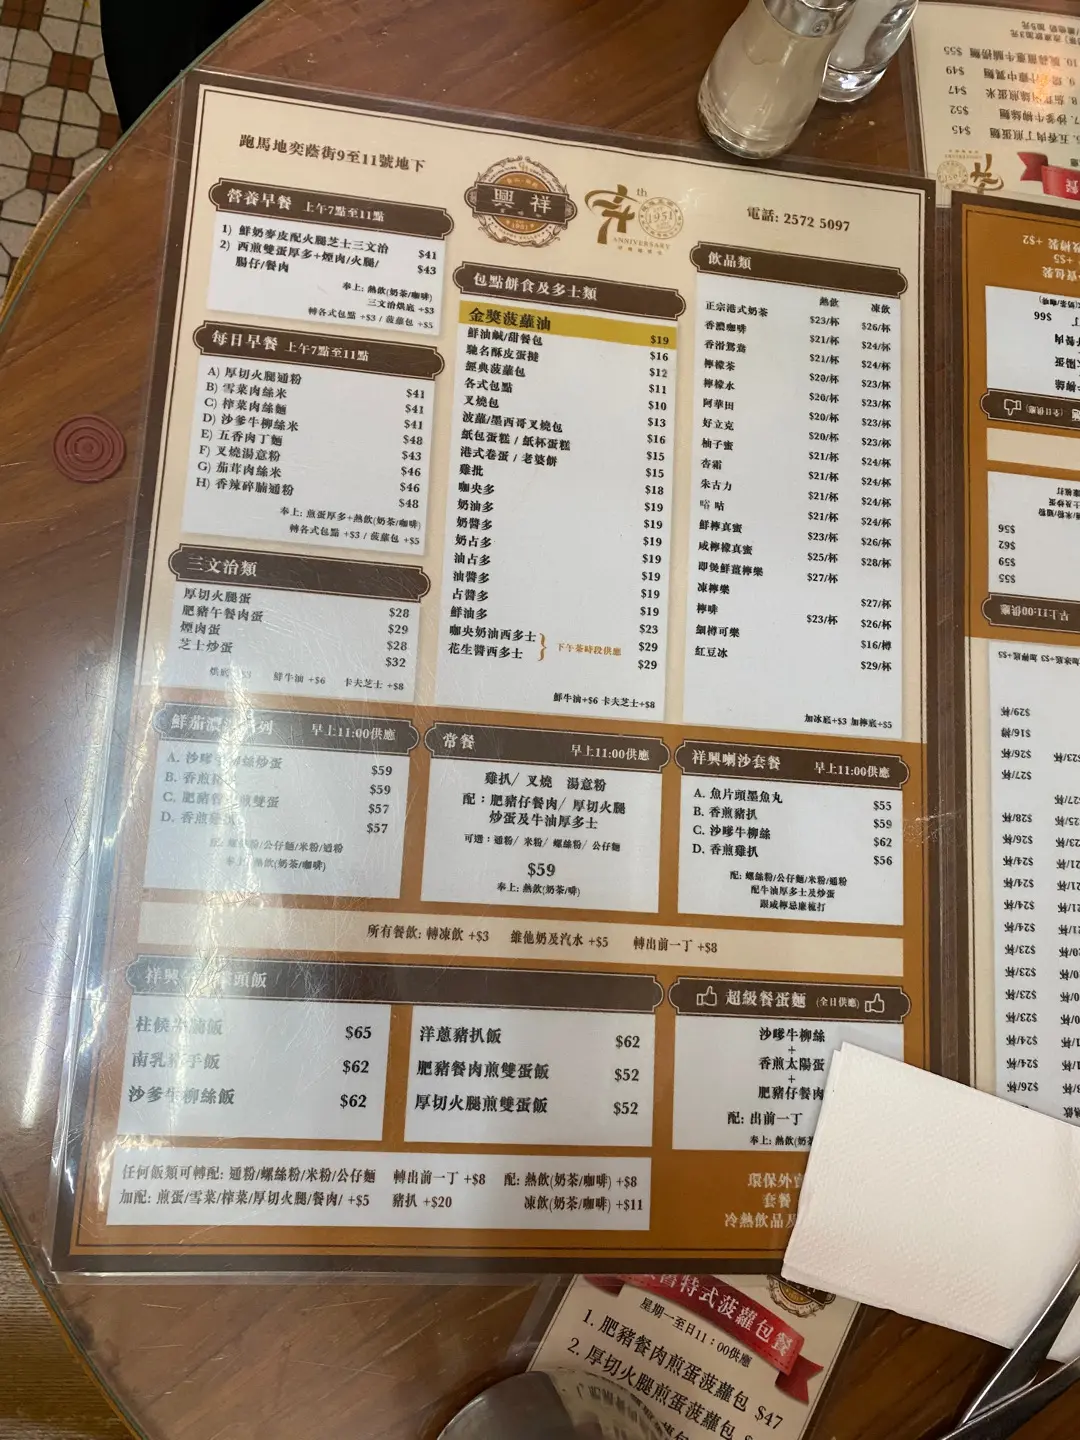 跑馬地奕蔭街9至11號地下
興祥
1951
th
ANNIVERSARY
1951
電話: 2572 5097
營養早餐 上午7點至11點
1) 鮮奶麥皮配火腿芝士三文治 $41
2) 西煎雙蛋厚多+煙肉/火腿/
腸仔/餐肉 $43
奉上: 熱飲(奶茶/咖啡)
三文治烘底 +$3
轉各式包點 +$3 / 菠蘿包 +$5
每日早餐 上午7點至11點
A) 厚切火腿通粉 $41
B) 雪菜肉絲米 $41
C) 榨菜肉絲麵 $41
D) 沙爹牛柳絲米 $48
E) 五香肉丁麵 $43
F) 叉燒湯意粉 $46
G) 茄茸肉絲米 $46
H) 香辣碎腩通粉 $48
奉上: 煎蛋厚多+熱飲(奶茶/咖啡)
轉各式包點 +$3 / 菠蘿包 +$5
三文治類
厚切火腿蛋 $28
肥豬午餐肉蛋 $29
煙肉蛋 $28
芝士炒蛋 $32
鮮牛油 +$6 卡夫芝士 +$8
包點餅食及多士類
金獎菠蘿油 $19
鮮油鹹/甜餐包 $16
馳名酥皮蛋撻 $12
經典菠蘿包 $11
各式包點 $10
叉燒包 $13
菠蘿/墨西哥叉燒包 $16
紙包蛋糕 / 紙杯蛋糕 $15
港式卷蛋 / 老婆餅 $15
雞批 $18
咖央多 $19
奶油多 $19
奶醬多 $19
奶占多 $19
油占多 $19
油醬多 $19
占醬多 $19
鮮油多 $23
咖央奶油西多士 $29
花生醬西多士 $29
下午茶時段供應
鮮牛油+$6 卡夫芝士+$8
飲品類
熱飲 凍飲
正宗港式奶茶 $23/杯 $26/杯
香濃咖啡 $21/杯 $24/杯
香滑鴛鴦 $21/杯 $24/杯
檸檬茶 $20/杯 $23/杯
檸檬水 $20/杯 $23/杯
阿華田 $20/杯 $23/杯
好立克 $20/杯 $23/杯
柚子蜜 $21/杯 $24/杯
杏霜 $21/杯 $24/杯
朱古力 $21/杯 $24/杯
唂咕 $21/杯 $24/杯
鮮檸真蜜 $23/杯 $26/杯
咸檸檬真蜜 $25/杯 $28/杯
即煲鮮薑檸樂 $27/杯
凍檸樂 $27/杯
檸啡 $23/杯 $26/杯
細樽可樂 $16/樽
紅豆冰 $29/杯
加冰底+$3 加檸底+$5
早上11:00供應
$59
$59
$57
D. 香煎 $57
奉上: 熱飲(奶茶/咖啡)
常餐 早上11:00供應
雞扒/ 叉燒 湯意粉
配：肥豬仔餐肉/ 厚切火腿
炒蛋及牛油厚多士
可選：通粉/ 米粉/ 螺絲粉/ 公仔麵
$59
奉上: 熱飲(奶茶/啡)
祥興喇沙套餐 早上11:00供應
A. 魚片頭墨魚丸 $55
B. 香煎豬扒 $59
C. 沙嗲牛柳絲 $62
D. 香煎雞扒 $56
配: 螺絲粉/公仔麵/米粉/通粉
配牛油厚多士及炒蛋
跟咸檸忌廉梳打
所有餐飲: 轉凍飲 +$3 維他奶及汽水 +$5 轉出前一丁 +$8
柱侯 飯 $65
南乳豬手飯 $62
沙爹牛柳絲飯 $62
洋蔥豬扒飯 $62
肥豬餐肉煎雙蛋飯 $52
厚切火腿煎雙蛋飯 $52
超級餐蛋麵 (全日供應)
沙嗲牛柳絲
+
香煎太陽蛋
+
肥豬仔餐肉
配: 出前一丁
奉上: 熱飲(奶茶
任何飯類可轉配: 通粉/螺絲粉/米粉/公仔麵 轉出前一丁 +$8 配: 熱飲(奶茶/咖啡) +$8
加配: 煎蛋/雪菜/榨菜/厚切火腿/餐肉/ +$5 豬扒 +$20 凍飲(奶茶/咖啡) +$11
環保外
套餐
冷熱飲品及
特式菠蘿包餐
星期一至日11：00供應
1. 肥豬餐肉煎蛋菠蘿包 $47
2. 厚切火腿煎蛋菠蘿包